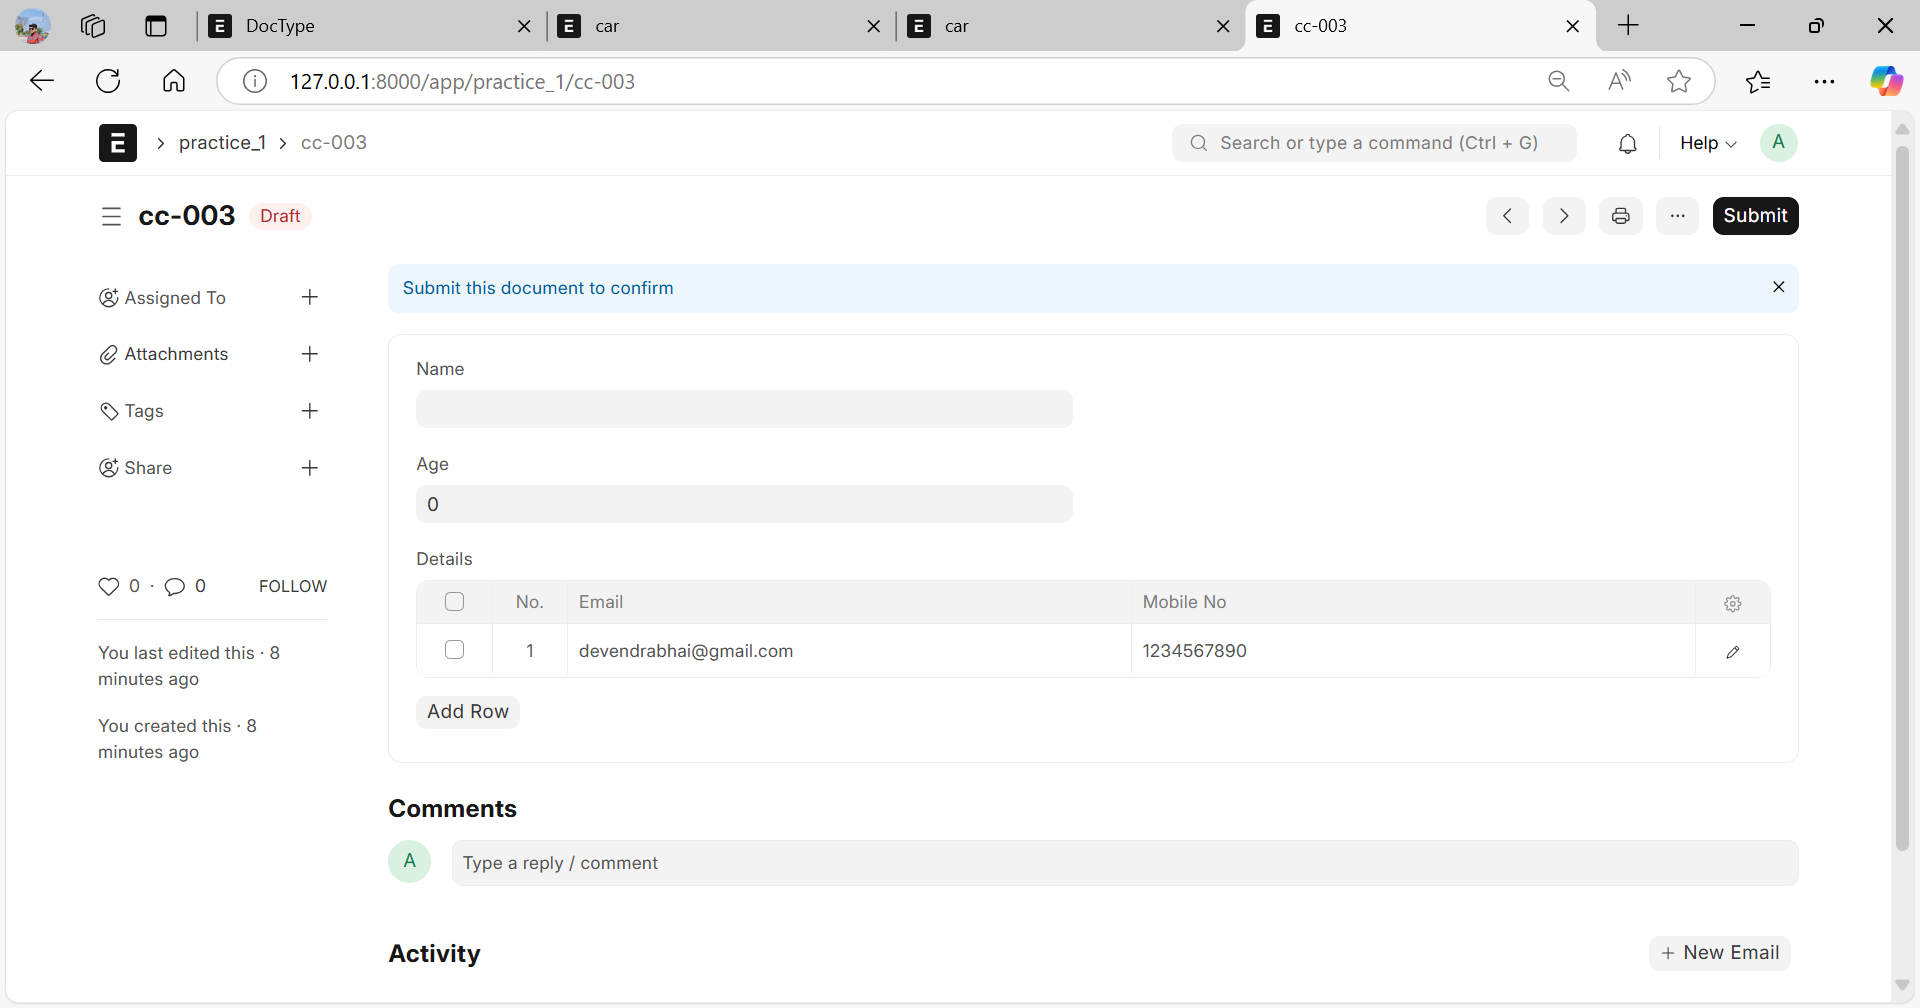 DocType
car
car
cc-003
127.0.0.1:8000/app/practice_1/cc-003
E
practice_1
cc-003
Search or type a command (Ctrl + G)
Help
A
cc-003
Draft
Submit
Assigned To
Attachments
Tags
Share
0 · 0
FOLLOW
You last edited this · 8
minutes ago
You created this · 8
minutes ago
Submit this document to confirm
Name
Age
0
Details
No. Email Mobile No
1 devendrabhai@gmail.com 1234567890
Add Row
Comments
A
Type a reply / comment
Activity
+ New Email